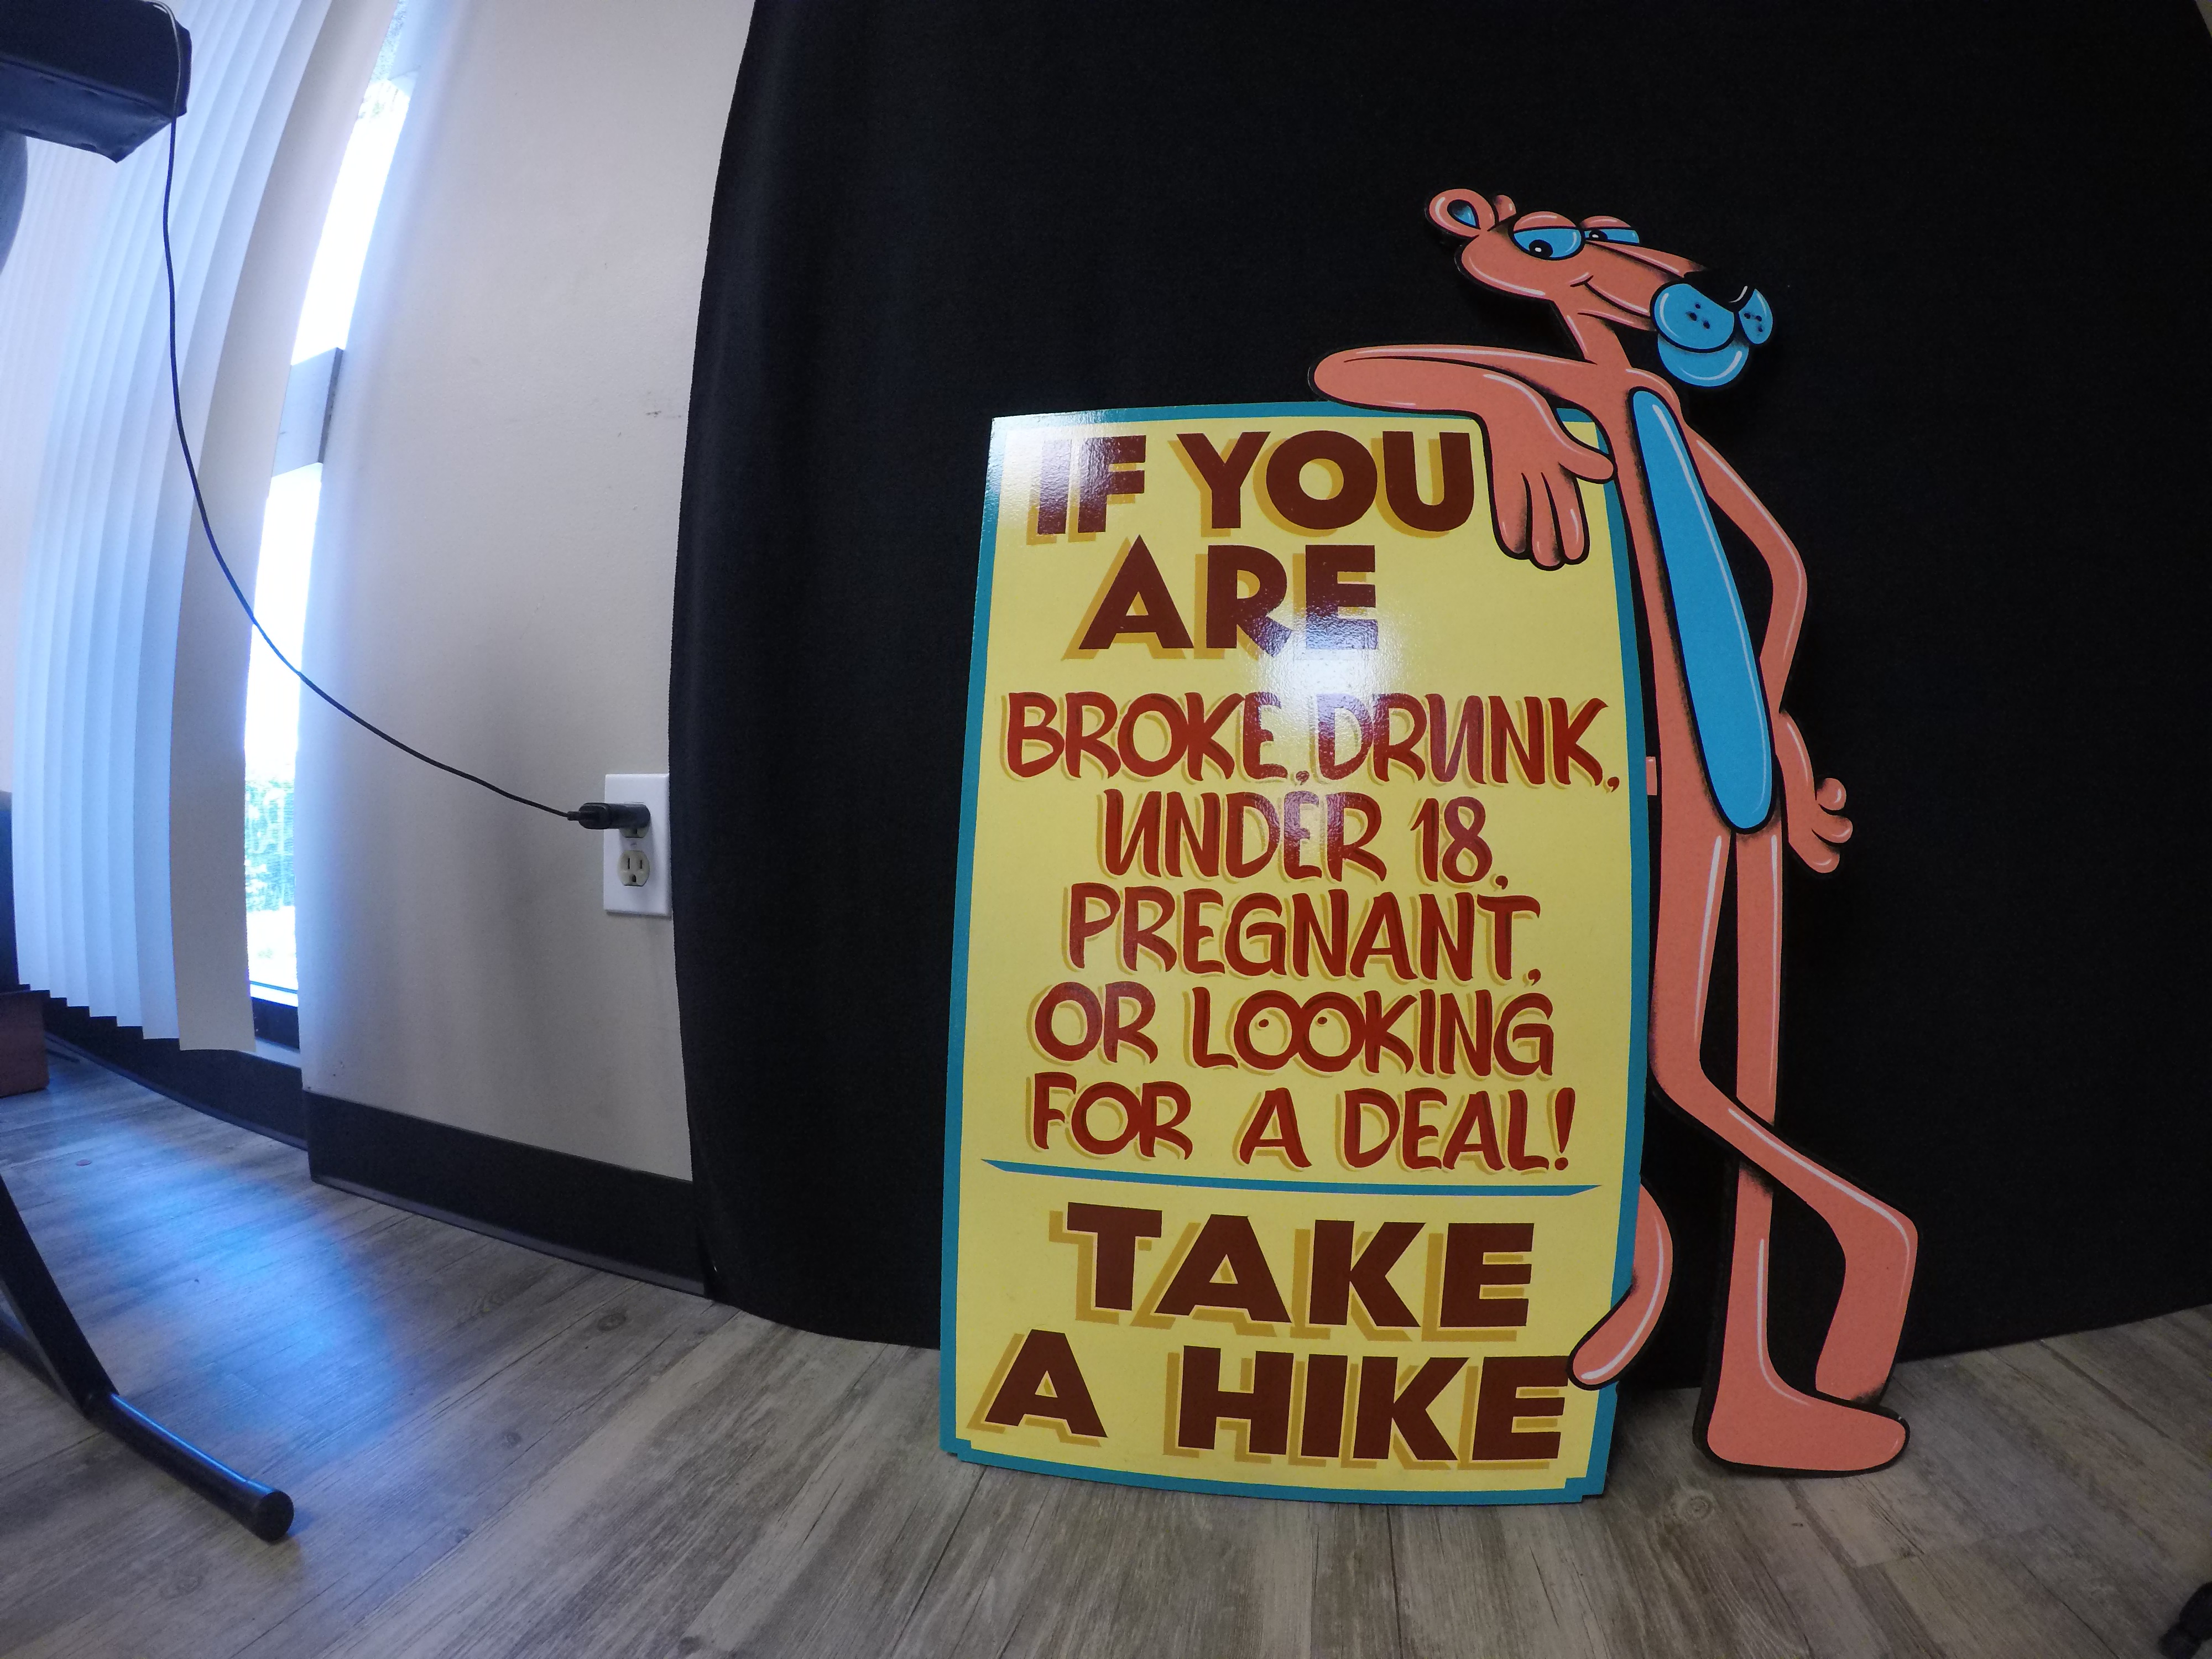 IF YOU
ARE
BROKE, DRUNK,
UNDER 18,
PREGNANT,
OR LOOKING
FOR A DEAL!
TAKE
A HIKE